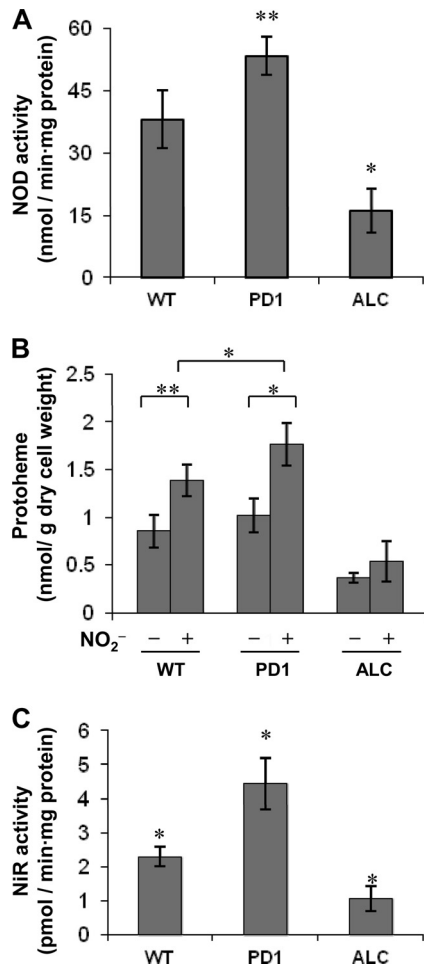 A
NOD activity
(nmol / min·mg protein)
60
45
30
15
0
**
*
WT PD1 ALC
B
Protoheme
(nmol/ g dry cell weight)
2.5
2
1.5
1
0.5
0
*
** *
NO₂⁻ – + – + – +
WT PD1 ALC
C
NiR activity
(pmol / min·mg protein)
6
5
4
3
2
1
0
*
*
*
WT PD1 ALC